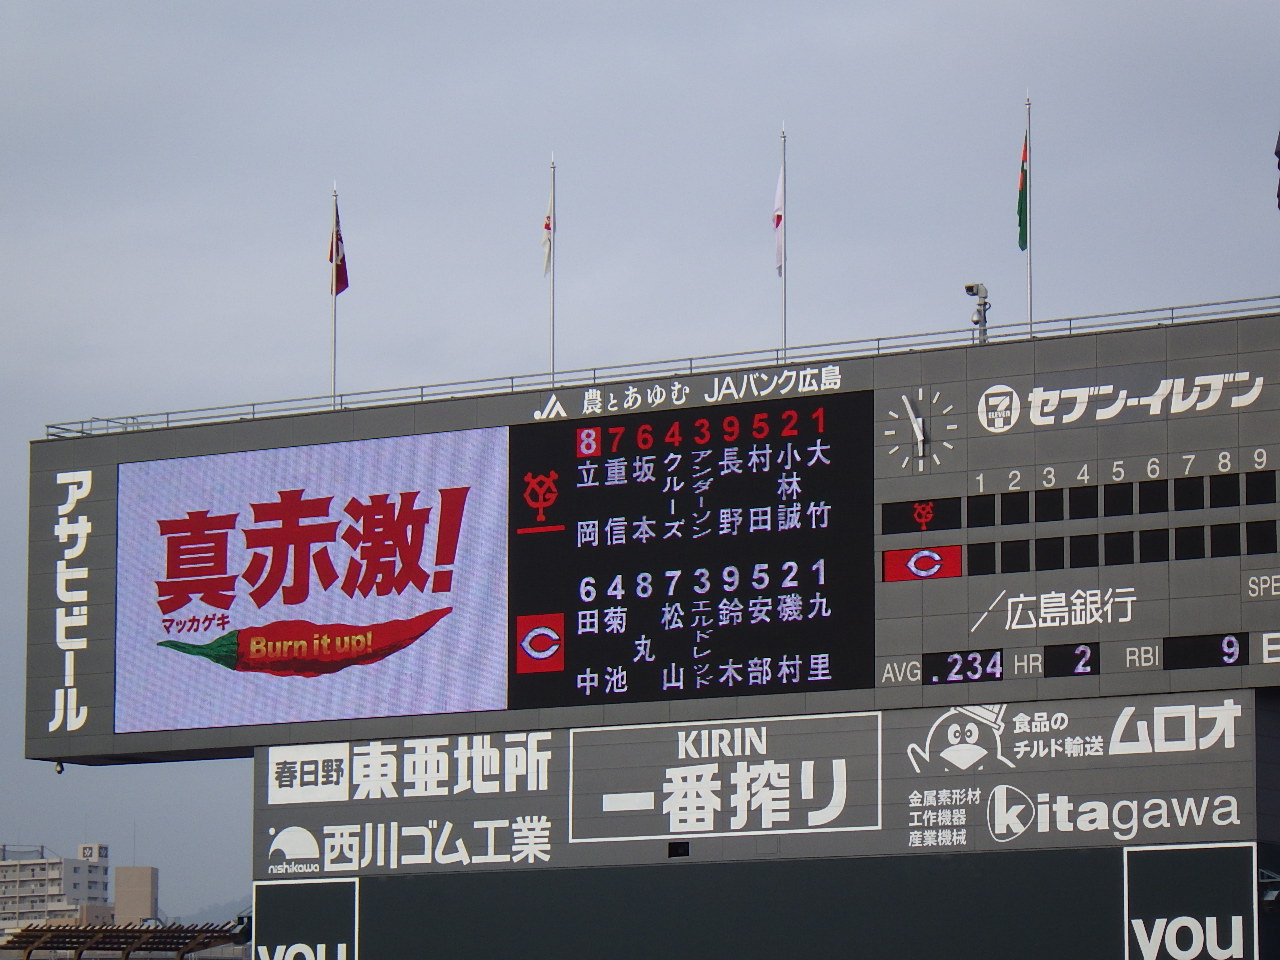 農とあゆむ JAバンク広島
アサヒビール
真赤激!
マッカゲキ
Burn it up!
8 7 6 4 3 9 5 2 1
立岡 重信 坂本 クルーズ アンダーソン 長野 村田 小林誠 大竹
6 4 8 7 3 9 5 2 1
田中 菊池 丸 松山 エルドレッド 鈴木 安部 磯村 九里
7 ELEVEN セブン-イレブン
1 2 3 4 5 6 7 8 9
YG
C
広島銀行
SPE
AVG .234 HR 2 RBI 9 E
春日野 東亜地所
nishikawa 西川ゴム工業
KIRIN
一番搾り
食品の
チルド輸送 ムロオ
金属素形材
工作機器
産業機械
kitagawa
you
you